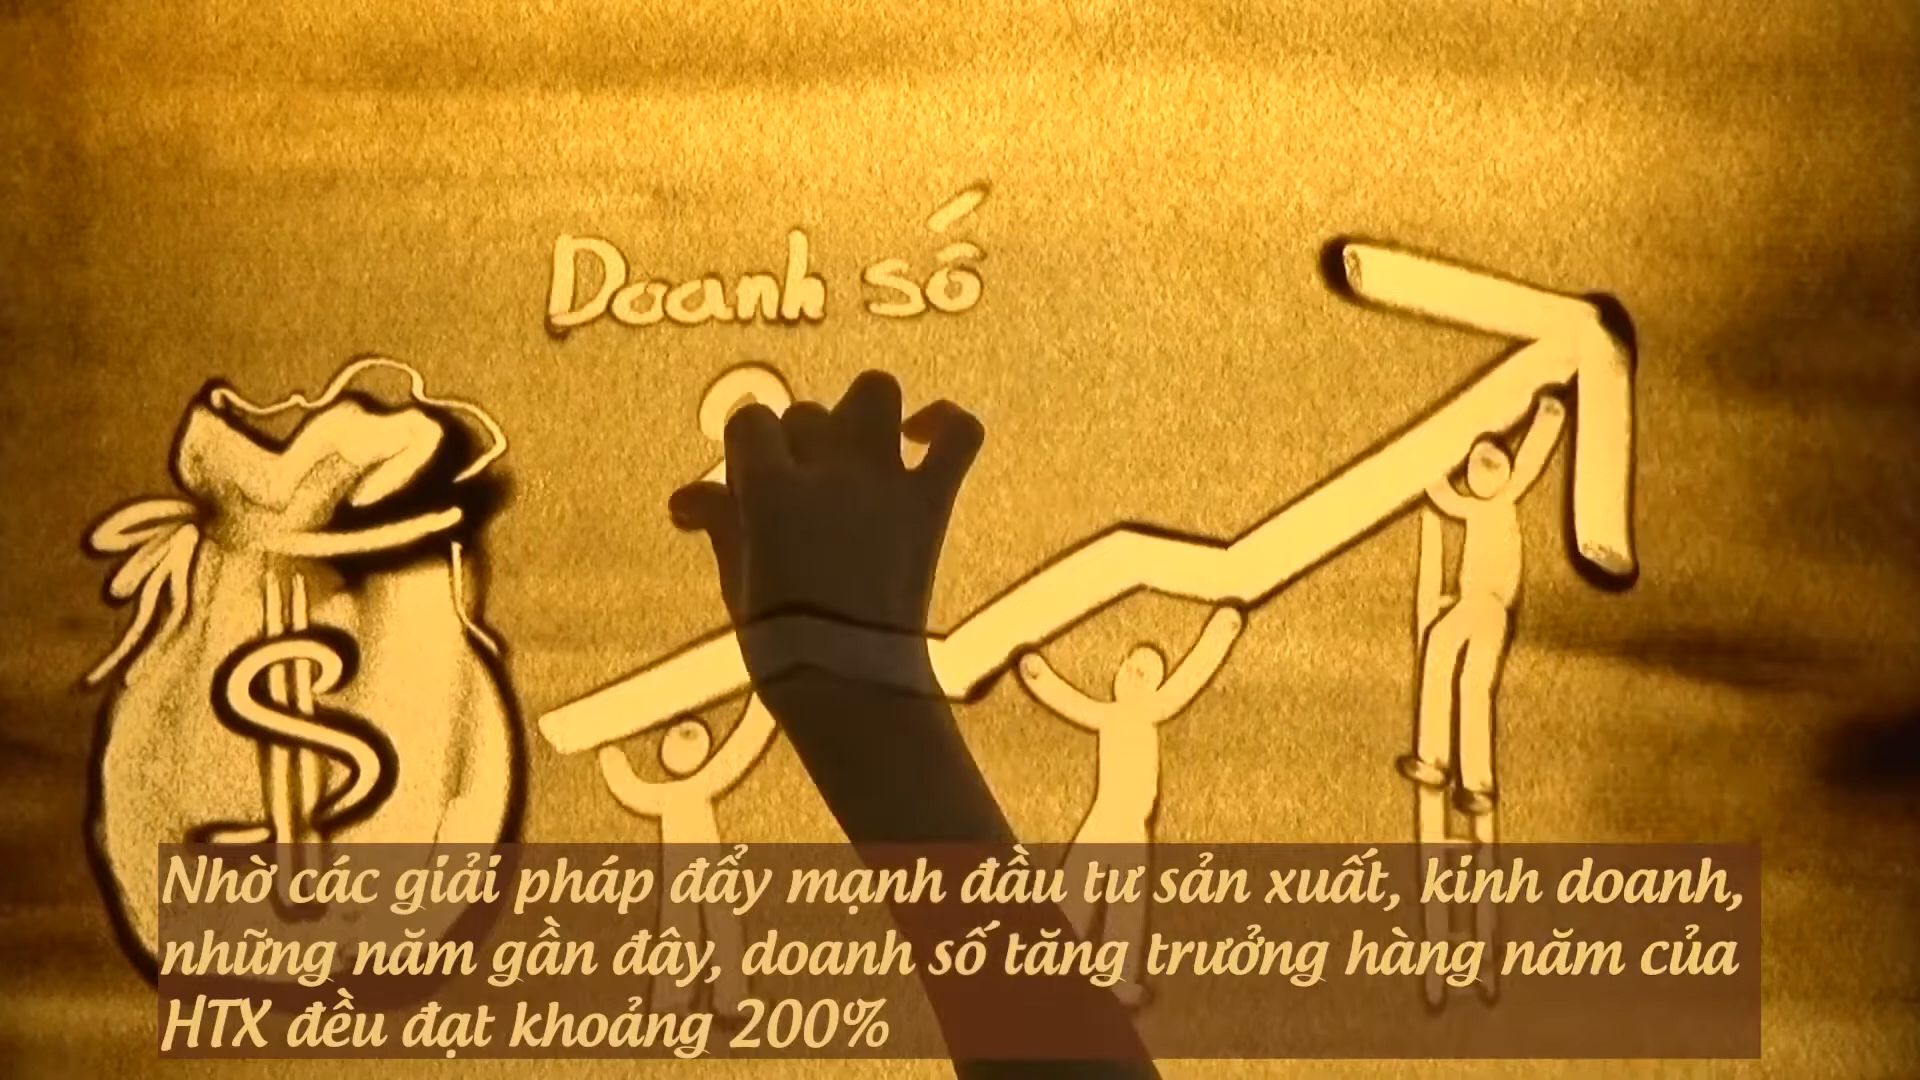 Doanh số
$
Nhờ các giải pháp đẩy mạnh đầu tư sản xuất, kinh doanh,
những năm gần đây, doanh số tăng trưởng hàng năm của
HTX đều đạt khoảng 200%